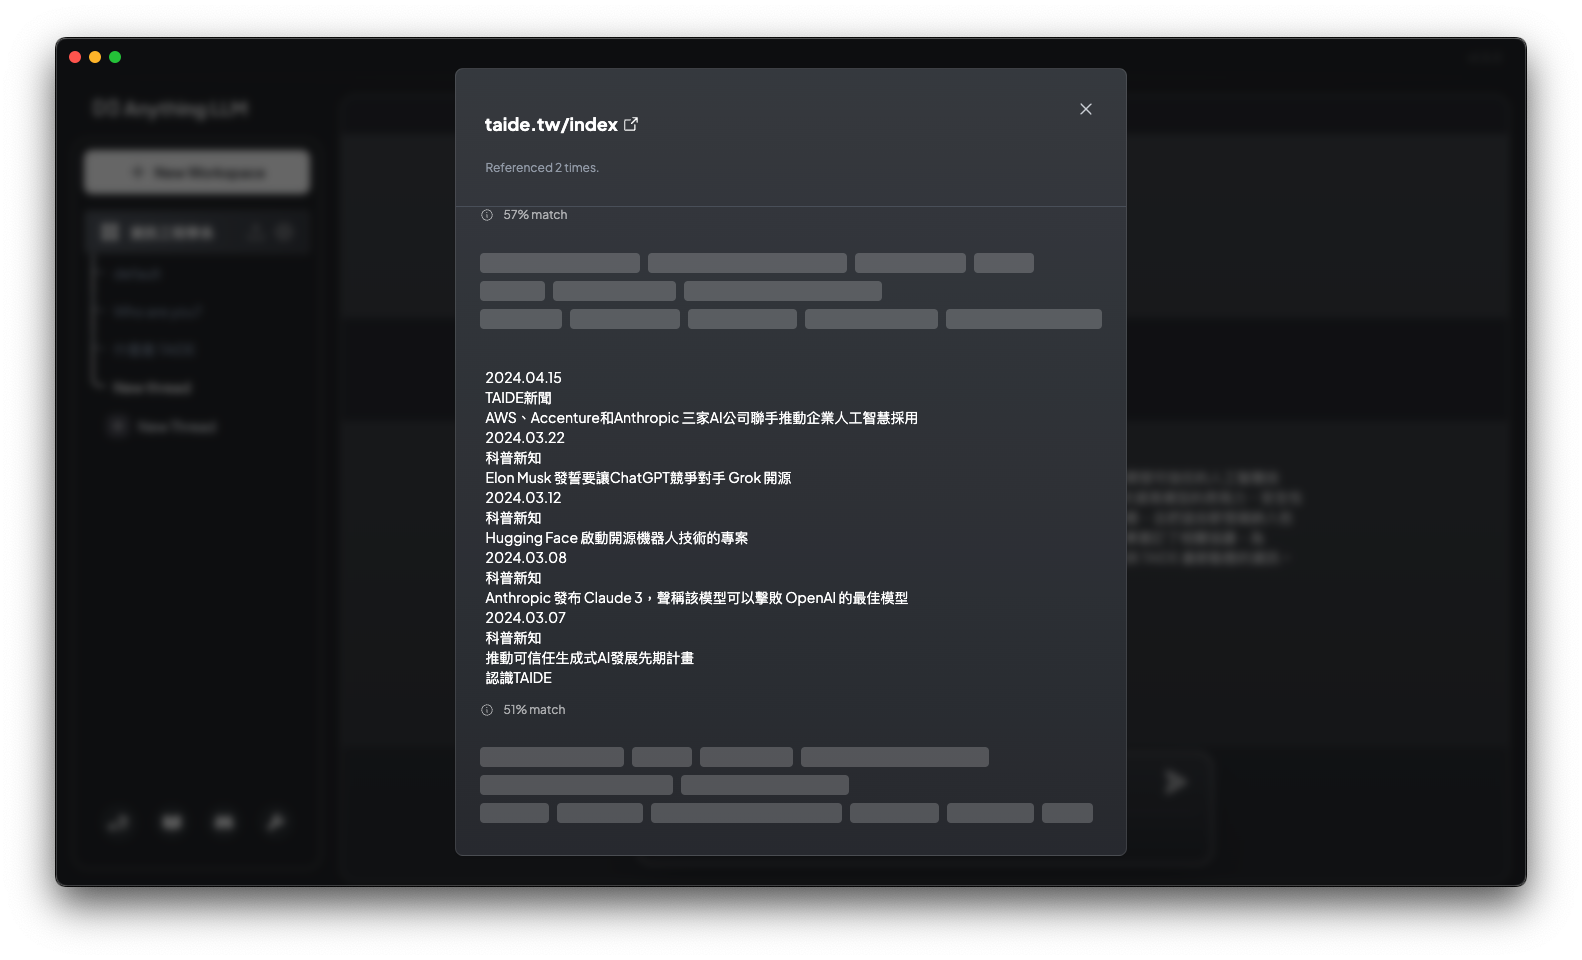 AnythingLLM
New Workspace
New thread
New Thread
taide.tw/index
Referenced 2 times.
57% match
2024.04.15
TAIDE新聞
AWS、Accenture和Anthropic 三家AI公司聯手推動企業人工智慧採用
2024.03.22
科普新知
Elon Musk 發誓要讓ChatGPT競爭對手 Grok 開源
2024.03.12
科普新知
Hugging Face 啟動開源機器人技術的專案
2024.03.08
科普新知
Anthropic 發布 Claude 3，聲稱該模型可以擊敗 OpenAI 的最佳模型
2024.03.07
科普新知
推動可信任生成式AI發展先期計畫
認識TAIDE
51% match